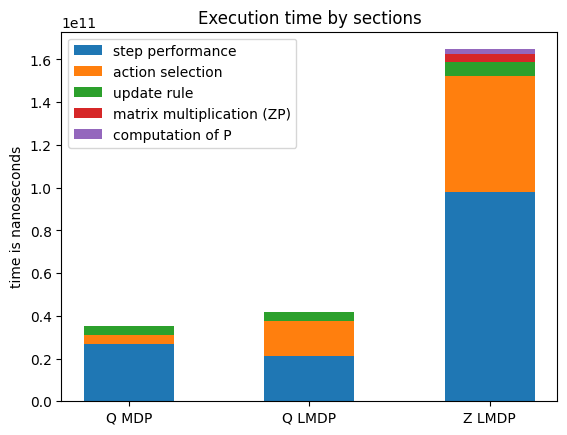 Execution time by sections
1e11
step performance
action selection
update rule
matrix multiplication (ZP)
computation of P
time is nanoseconds
1.6
1.4
1.2
1.0
0.8
0.6
0.4
0.2
0.0
Q MDP
Q LMDP
Z LMDP